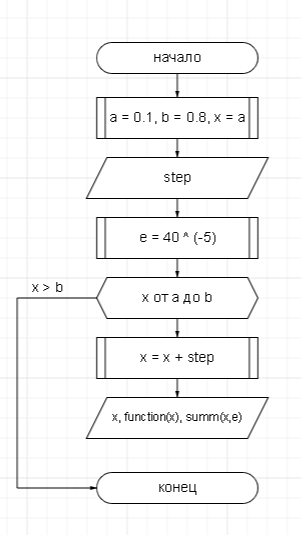 начало
a = 0.1, b = 0.8, x = a
step
e = 40 ^ (-5)
x от a до b
x > b
x = x + step
x, function(x), summ(x,e)
конец